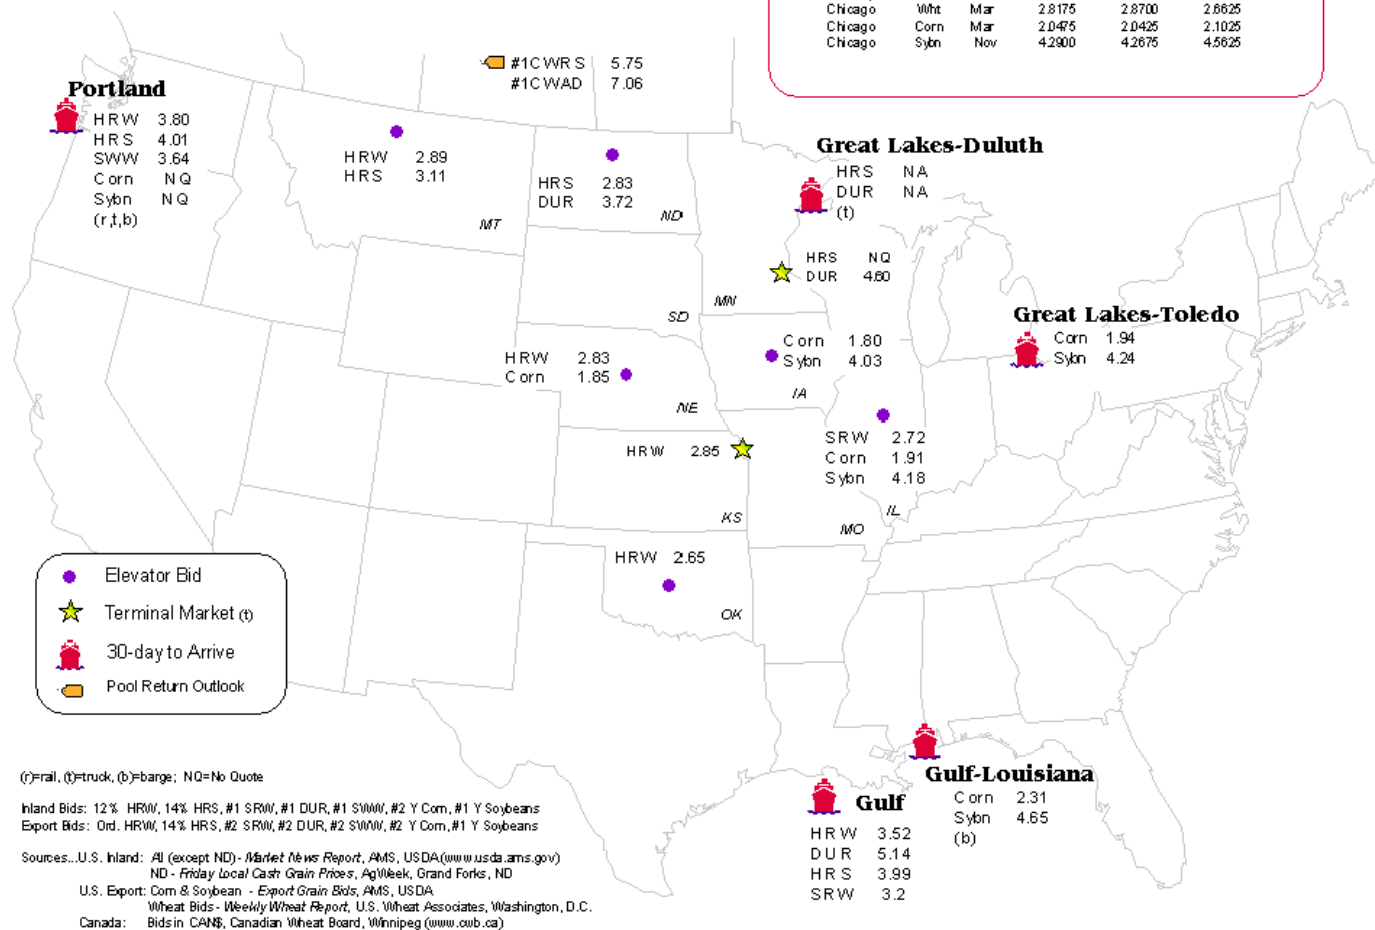 Chicago Wht Mar 2.8175 2.8700 2.6625
Chicago Corn Mar 2.0475 2.0425 2.1025
Chicago Sybn Nov 4.2900 4.2675 4.5625
#1CWRS 5.75
#1CWAD 7.06
Portland
HRW 3.80
HRS 4.01
SWW 3.64
Corn NQ
Sybn NQ
(r,t,b)
HRW 2.89
HRS 3.11
MT
HRS 2.83
DUR 3.72
ND
Great Lakes-Duluth
HRS NA
DUR NA
(t)
HRS NQ
DUR 4.60
MN
SD
Great Lakes-Toledo
Corn 1.94
Sybn 4.24
Corn 1.80
Sybn 4.03
IA
HRW 2.83
Corn 1.85
NE
SRW 2.72
Corn 1.91
Sybn 4.18
IL
HRW 2.85
KS
MO
HRW 2.65
OK
Elevator Bid
Terminal Market (t)
30-day to Arrive
Pool Return Outlook
Gulf-Louisiana
Corn 2.31
Sybn 4.65
(b)
Gulf
HRW 3.52
DUR 5.14
HRS 3.99
SRW 3.2
(r)=rail, (t)=truck, (b)=barge; NQ=No Quote
Inland Bids: 12% HRW, 14% HRS, #1 SRW, #1 DUR, #1 SWW, #2 Y Corn, #1 Y Soybeans
Export Bids: Ord. HRW, 14% HRS, #2 SRW, #2 DUR, #2 SWW, #2 Y Corn, #1 Y Soybeans
Sources...U.S. Inland: All (except ND) - Market News Report, AMS, USDA (www.usda.ams.gov)
ND - Friday Local Cash Grain Prices, AgWeek, Grand Forks, ND
U.S. Export: Corn & Soybean - Export Grain Bids, AMS, USDA
Wheat Bids - Weekly Wheat Report, U.S. Wheat Associates, Washington, D.C.
Canada: Bids in CAN$, Canadian Wheat Board, Winnipeg (www.cwb.ca)